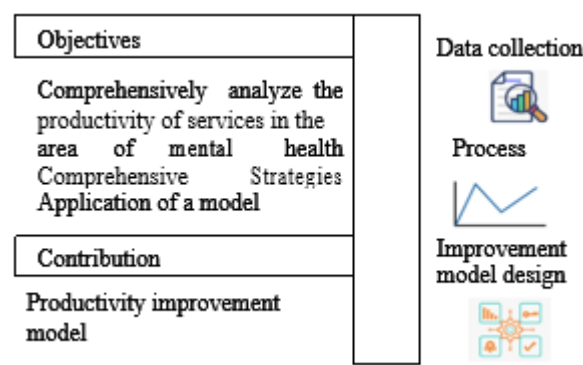 Objectives
Comprehensively analyze the
productivity of services in the
area of mental health
Comprehensive Strategies
Application of a model
Contribution
Productivity improvement
model
Data collection
Process
Improvement
model design